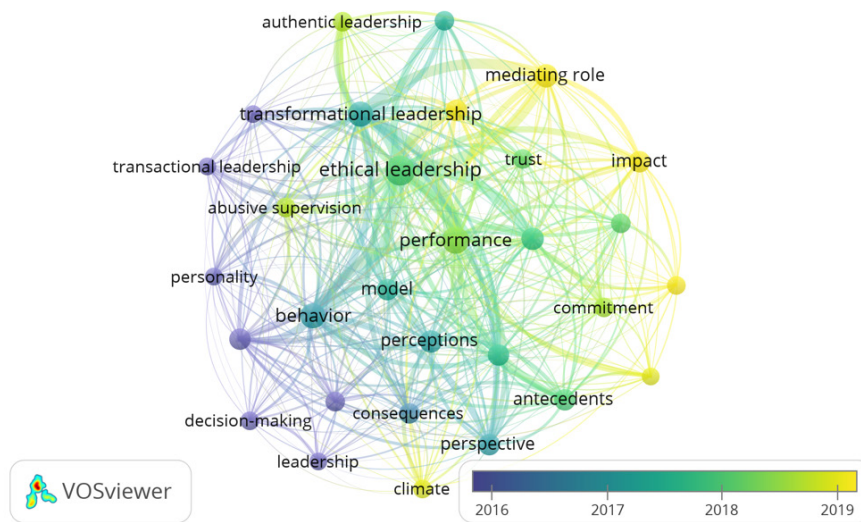 authentic leadership
mediating role
transformational leadership
trust
impact
transactional leadership
ethical leadership
abusive supervision
performance
personality
model
commitment
behavior
perceptions
antecedents
decision-making
consequences
perspective
leadership
climate
VOSviewer
2016 2017 2018 2019